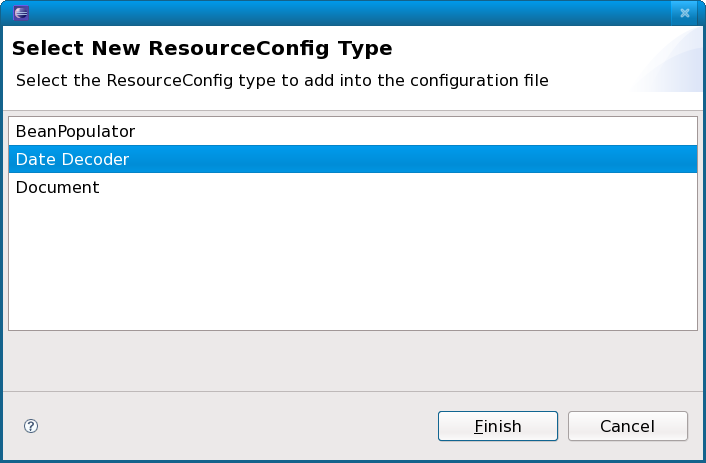 Select New ResourceConfig Type
Select the ResourceConfig type to add into the configuration file
BeanPopulator
Date Decoder
Document
?
Finish
Cancel